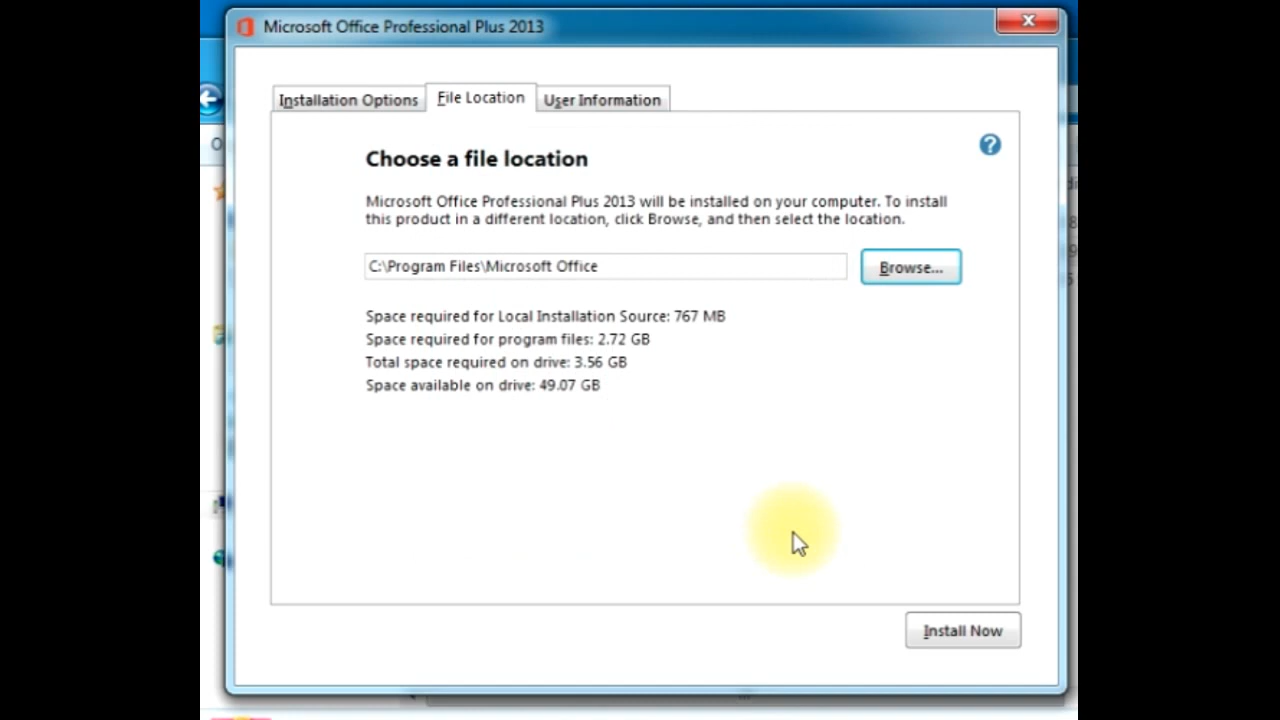 Microsoft Office Professional Plus 2013
Installation Options
File Location
User Information
Choose a file location
Microsoft Office Professional Plus 2013 will be installed on your computer. To install
this product in a different location, click Browse, and then select the location.
C:\Program Files\Microsoft Office
Browse...
Space required for Local Installation Source: 767 MB
Space required for program files: 2.72 GB
Total space required on drive: 3.56 GB
Space available on drive: 49.07 GB
Install Now